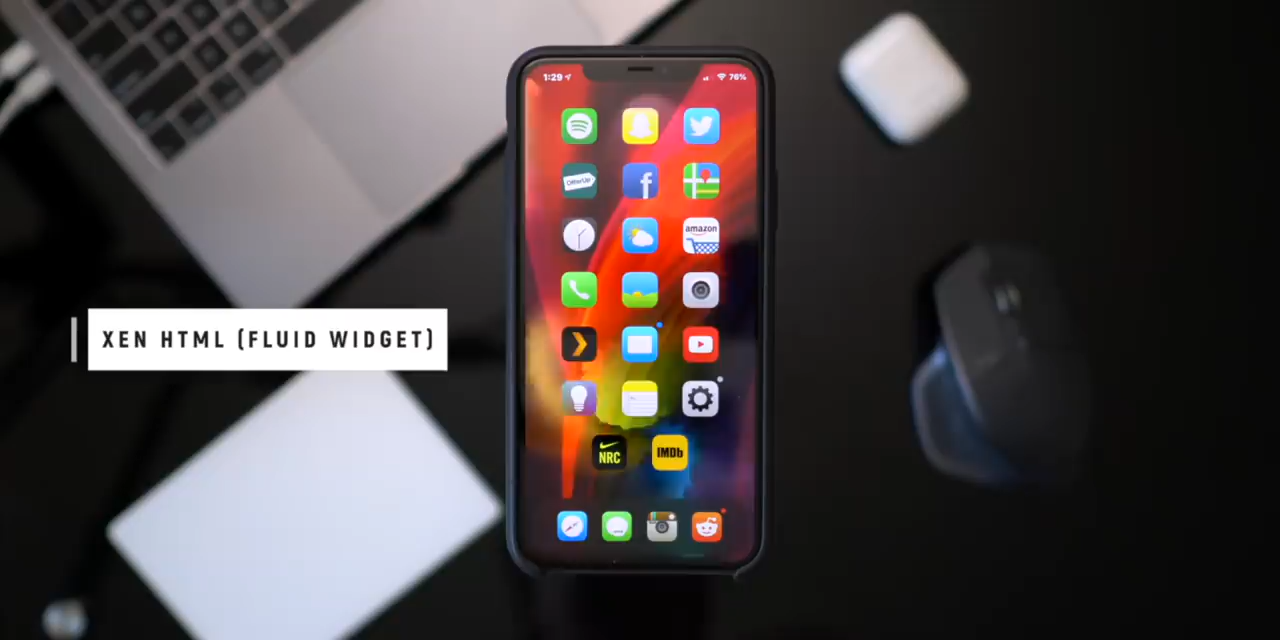 1:29
76%
OfferUp
amazon
XEN HTML (FLUID WIDGET)
NRC
IMDb